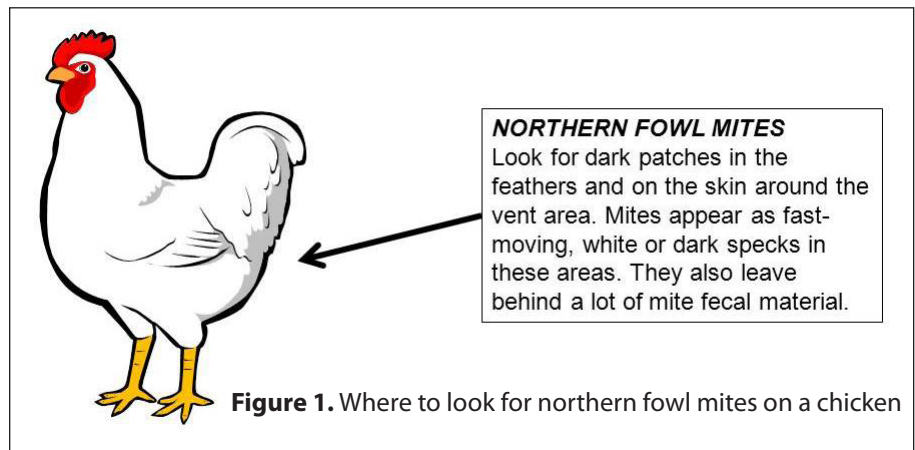 NORTHERN FOWL MITES
Look for dark patches in the
feathers and on the skin around the
vent area. Mites appear as fast-
moving, white or dark specks in
these areas. They also leave
behind a lot of mite fecal material.
Figure 1. Where to look for northern fowl mites on a chicken